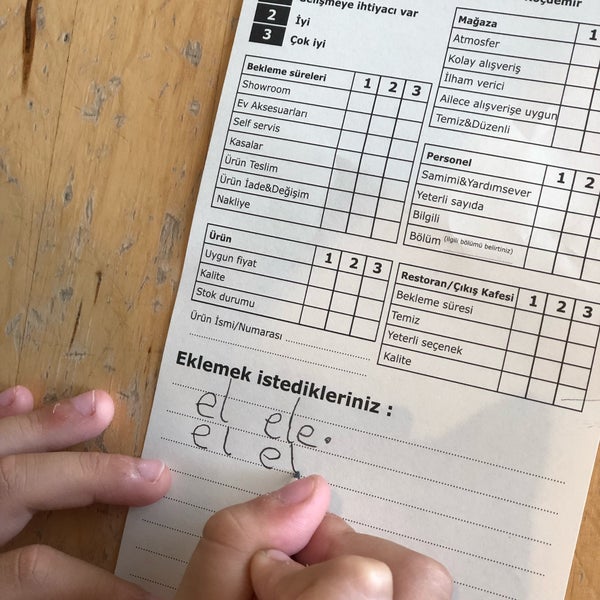 Gelişmeye ihtiyacı var
2 İyi
3 Çok iyi
Bekleme süreleri 1 2 3
Showroom
Ev Aksesuarları
Self servis
Kasalar
Ürün Teslim
Ürün İade&Değişim
Nakliye
Ürün 1 2 3
Uygun fiyat
Kalite
Stok durumu
Ürün İsmi/Numarası
Mağaza 1
Atmosfer
Kolay alışveriş
İlham verici
Ailece alışverişe uygun
Temiz&Düzenli
Personel 1 2
Samimi&Yardımsever
Yeterli sayıda
Bilgili
Bölüm (ilgili bölümü belirtiniz)
Restoran/Çıkış Kafesi 1 2 3
Bekleme süresi
Temiz
Yeterli seçenek
Kalite
Eklemek istedikleriniz :
el ele.
el el